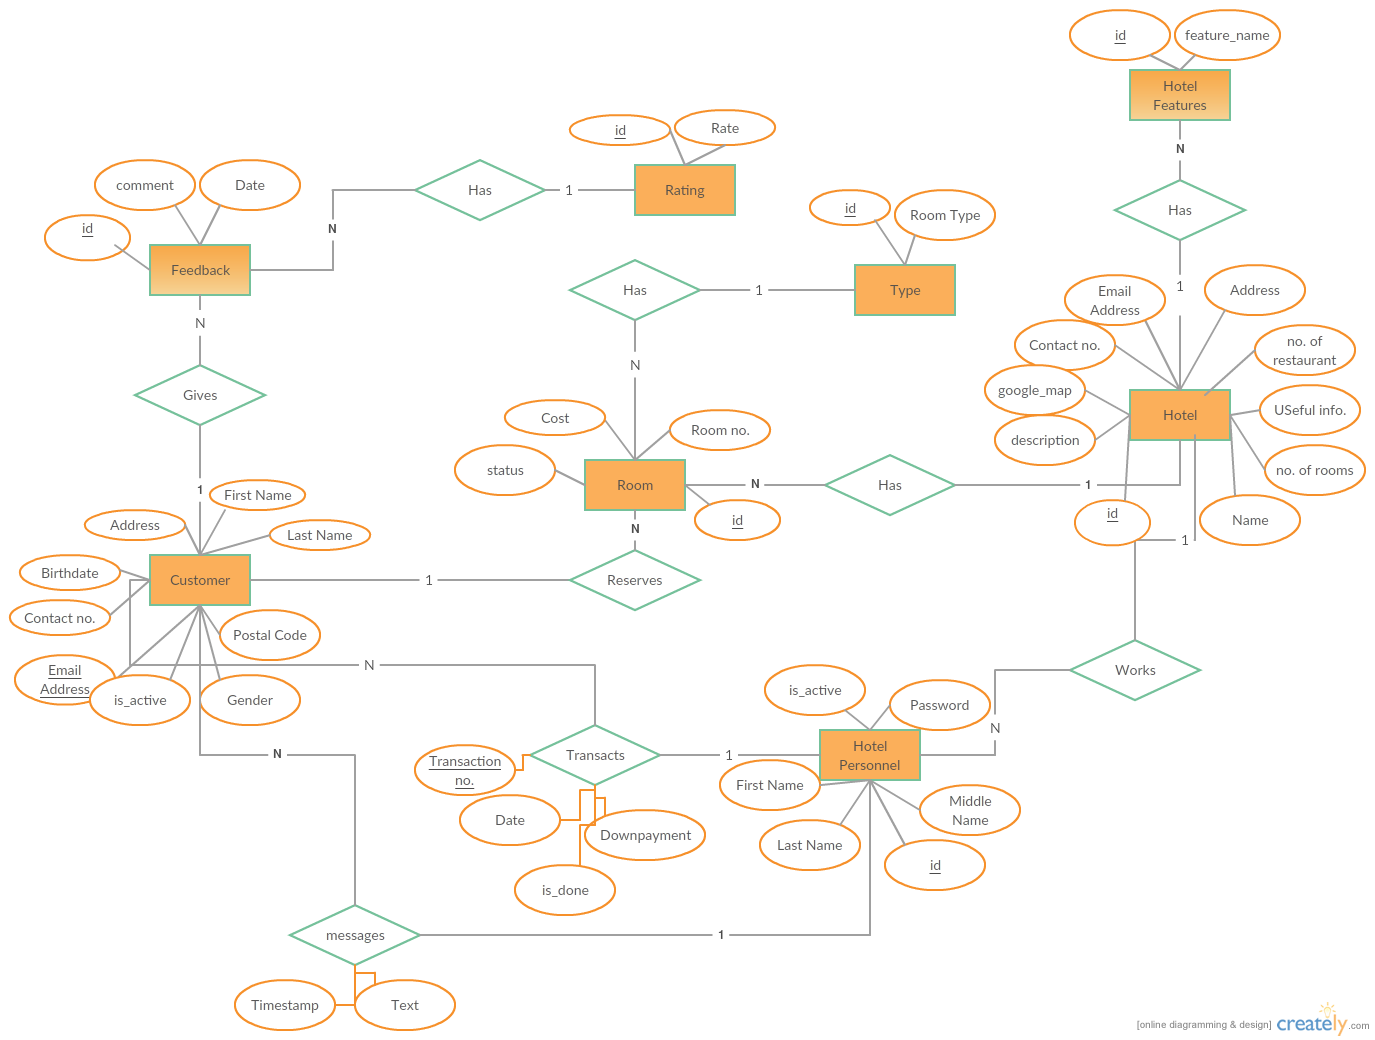 id
feature_name
Hotel
Features
N
Has
1
id
Rate
Rating
1
Has
N
comment
Date
id
Feedback
N
Gives
1
id
Room Type
Type
1
Has
N
Email
Address
Address
Contact no.
no. of
restaurant
google_map
USeful info.
description
Hotel
no. of rooms
id
Name
Cost
Room no.
status
Room
id
N
Has
1
N
Reserves
1
1
First Name
Address
Last Name
Birthdate
Customer
Contact no.
Postal Code
Email
Address
is_active
Gender
N
Works
N
is_active
Password
Hotel
Personnel
1
Transacts
Transaction
no.
First Name
Date
Downpayment
is_done
Last Name
Middle
Name
id
N
messages
1
Timestamp
Text
[online diagramming & design]
creately.com